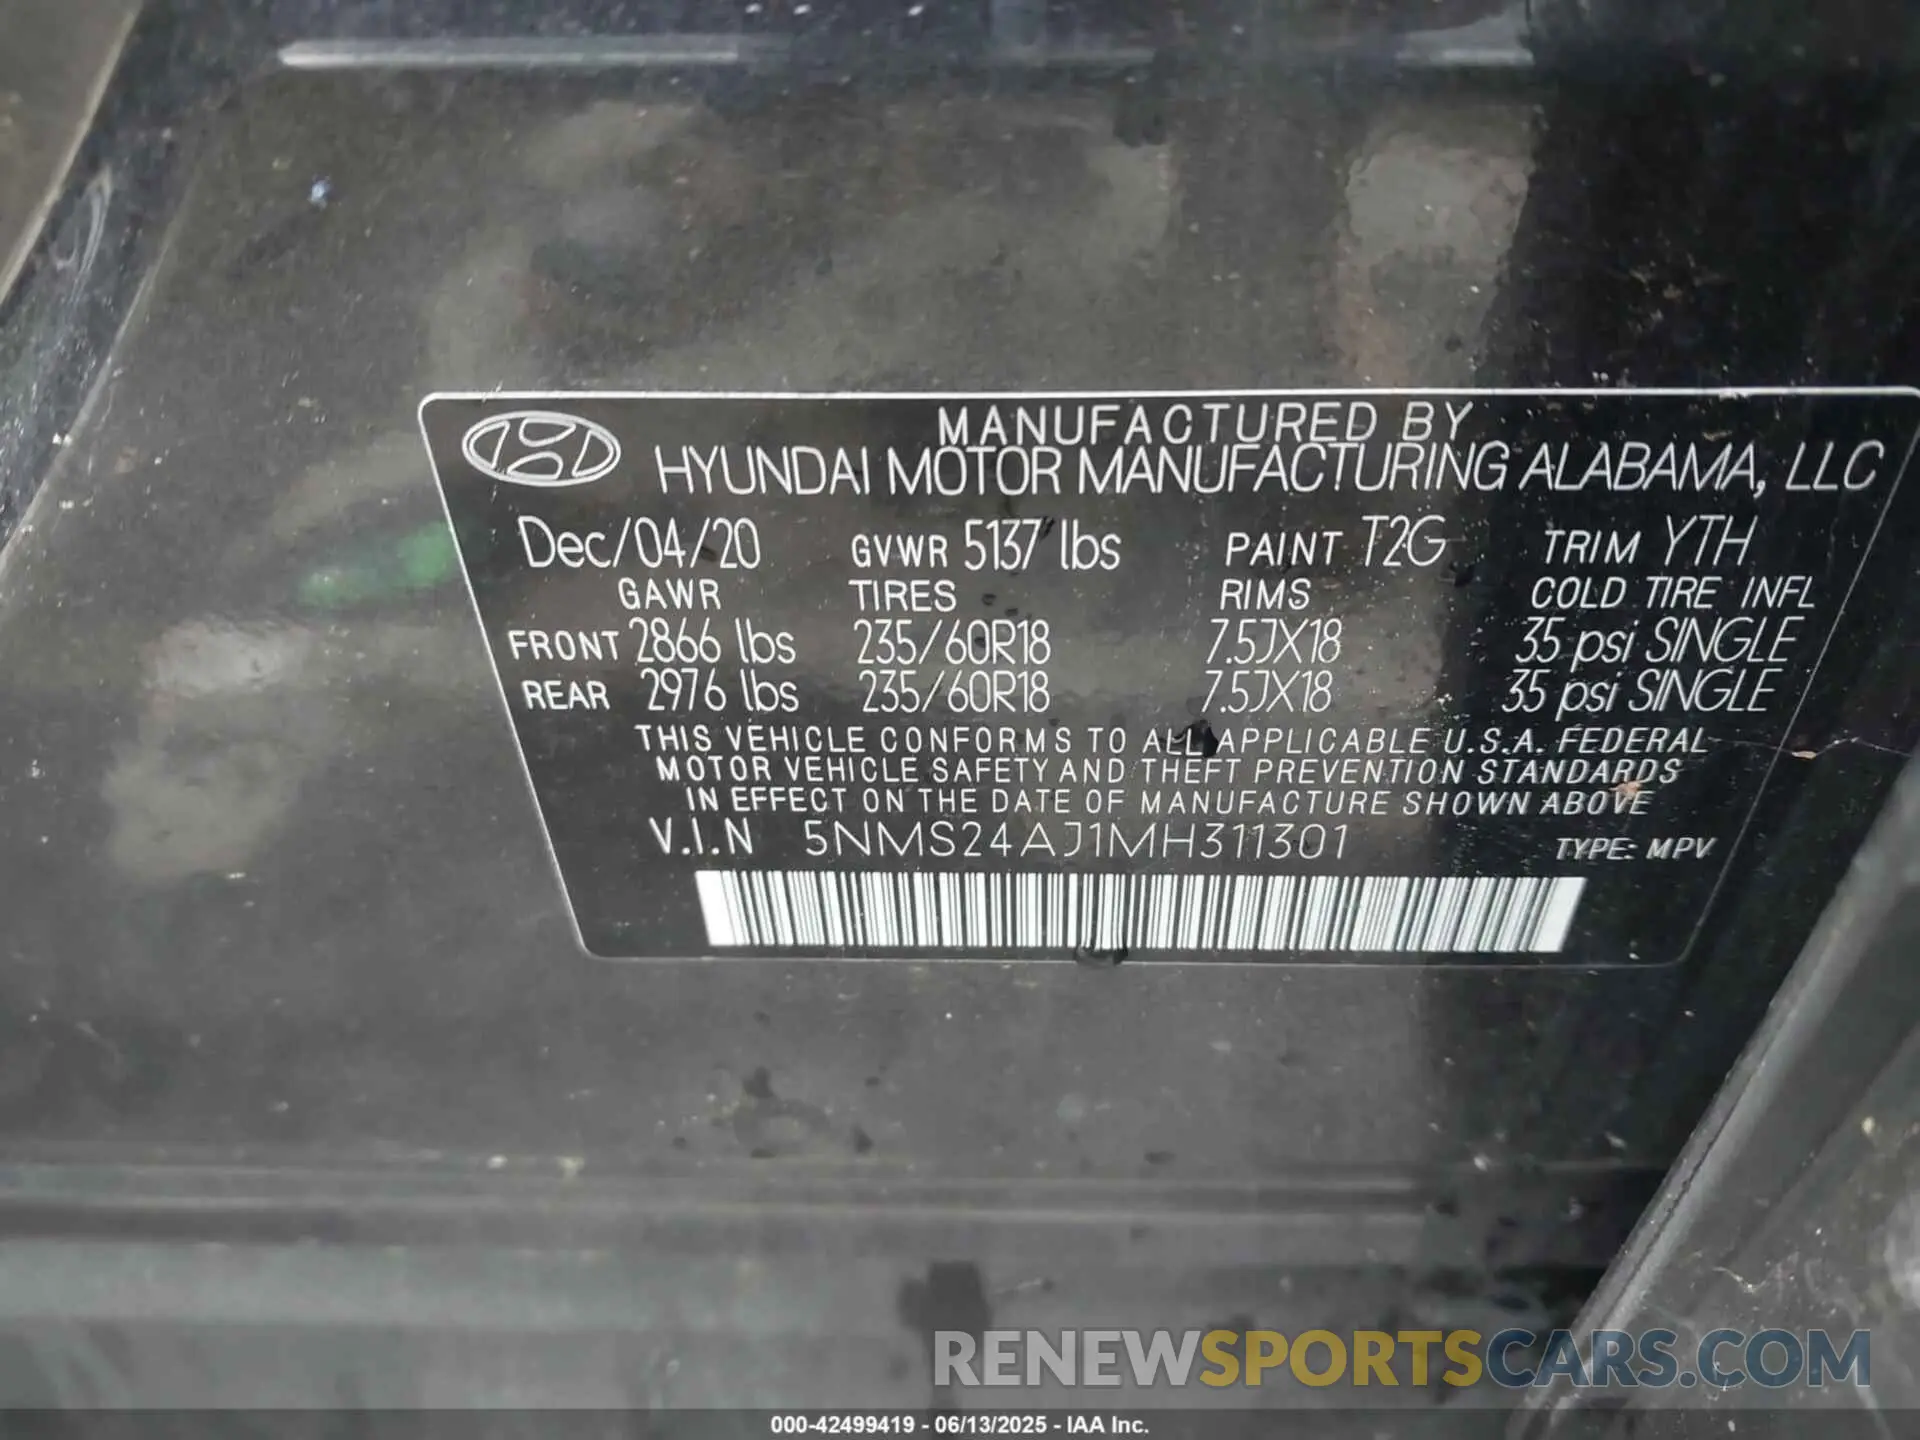 MANUFACTURED BY
HYUNDAI MOTOR MANUFACTURING ALABAMA, LLC
Dec/04/20 GVWR 5137 lbs PAINT T2G TRIM YTH
GAWR TIRES RIMS COLD TIRE INFL
FRONT 2866 lbs 235/60R18 7.5JX18 35 psi SINGLE
REAR 2976 lbs 235/60R18 7.5JX18 35 psi SINGLE
THIS VEHICLE CONFORMS TO ALL APPLICABLE U.S.A. FEDERAL
MOTOR VEHICLE SAFETY AND THEFT PREVENTION STANDARDS
IN EFFECT ON THE DATE OF MANUFACTURE SHOWN ABOVE
V.I.N 5NMS24AJ1MH311301 TYPE: MPV
RENEWSPORTSCARS.COM
000-42499419 - 06/13/2025 - IAA Inc.